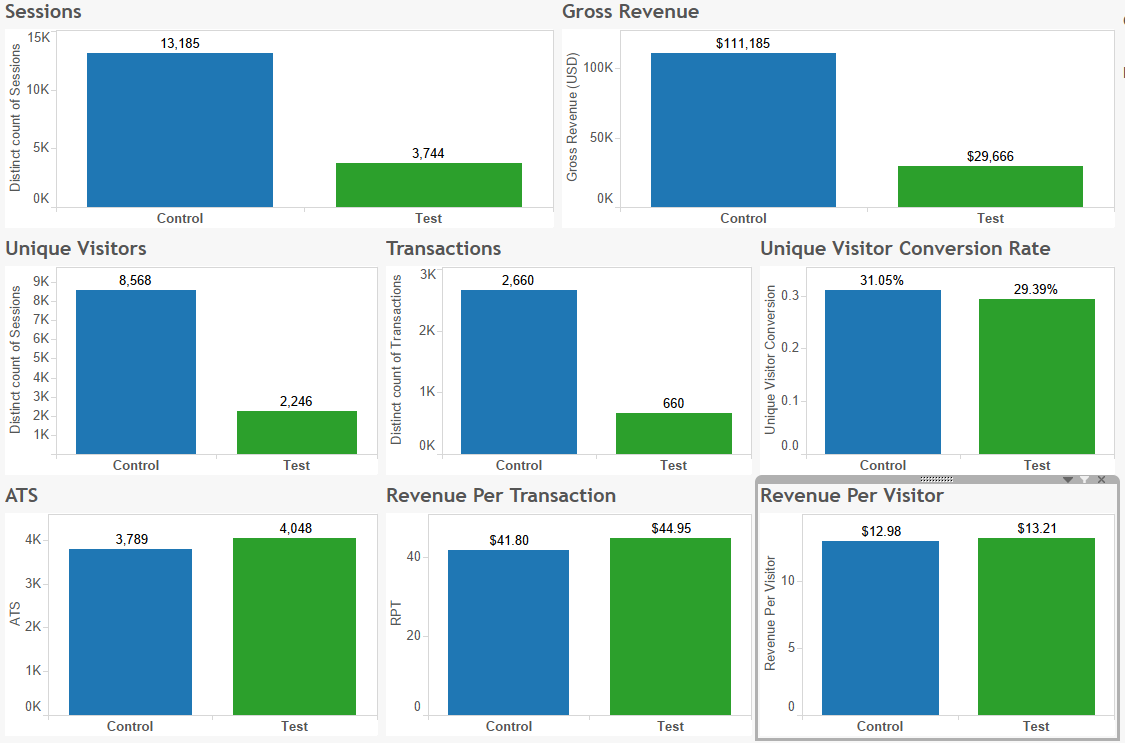 Sessions
Gross Revenue
Distinct count of Sessions
15K
10K
5K
0K
13,185
3,744
Control
Test
Gross Revenue (USD)
100K
50K
0K
$111,185
$29,666
Control
Test
Unique Visitors
Transactions
Unique Visitor Conversion Rate
Distinct count of Sessions
9K
8K
7K
6K
5K
4K
3K
2K
1K
8,568
2,246
Control
Test
Distinct count of Transactions
3K
2K
1K
0K
2,660
660
Control
Test
Unique Visitor Conversion
0.3
0.2
0.1
0.0
31.05%
29.39%
Control
Test
ATS
Revenue Per Transaction
Revenue Per Visitor
ATS
4K
3K
2K
1K
0K
3,789
4,048
Control
Test
RPT
40
20
0
$41.80
$44.95
Control
Test
Revenue Per Visitor
10
5
0
$12.98
$13.21
Control
Test